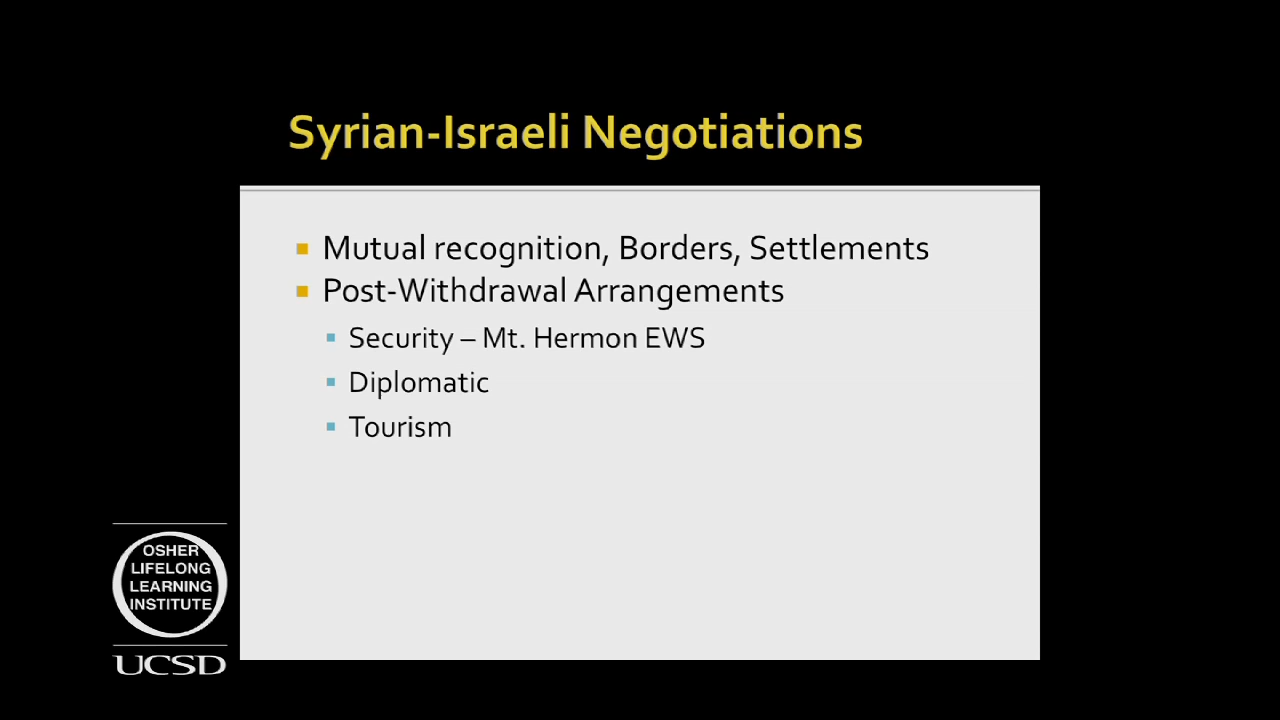 Syrian-Israeli Negotiations
Mutual recognition, Borders, Settlements
Post-Withdrawal Arrangements
Security – Mt. Hermon EWS
Diplomatic
Tourism
OSHER
LIFELONG
LEARNING
INSTITUTE
UCSD